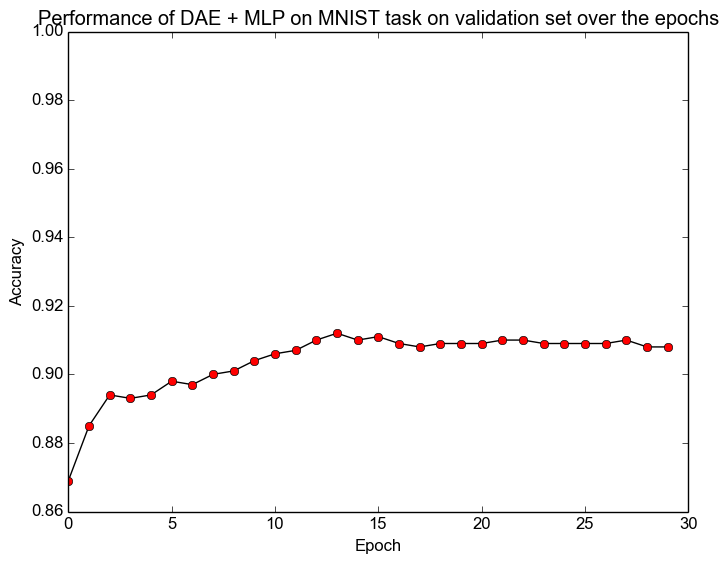 Performance of DAE + MLP on MNIST task on validation set over the epochs
1.00
0.98
0.96
0.94
0.92
0.90
0.88
0.86
Accuracy
0 5 10 15 20 25 30
Epoch